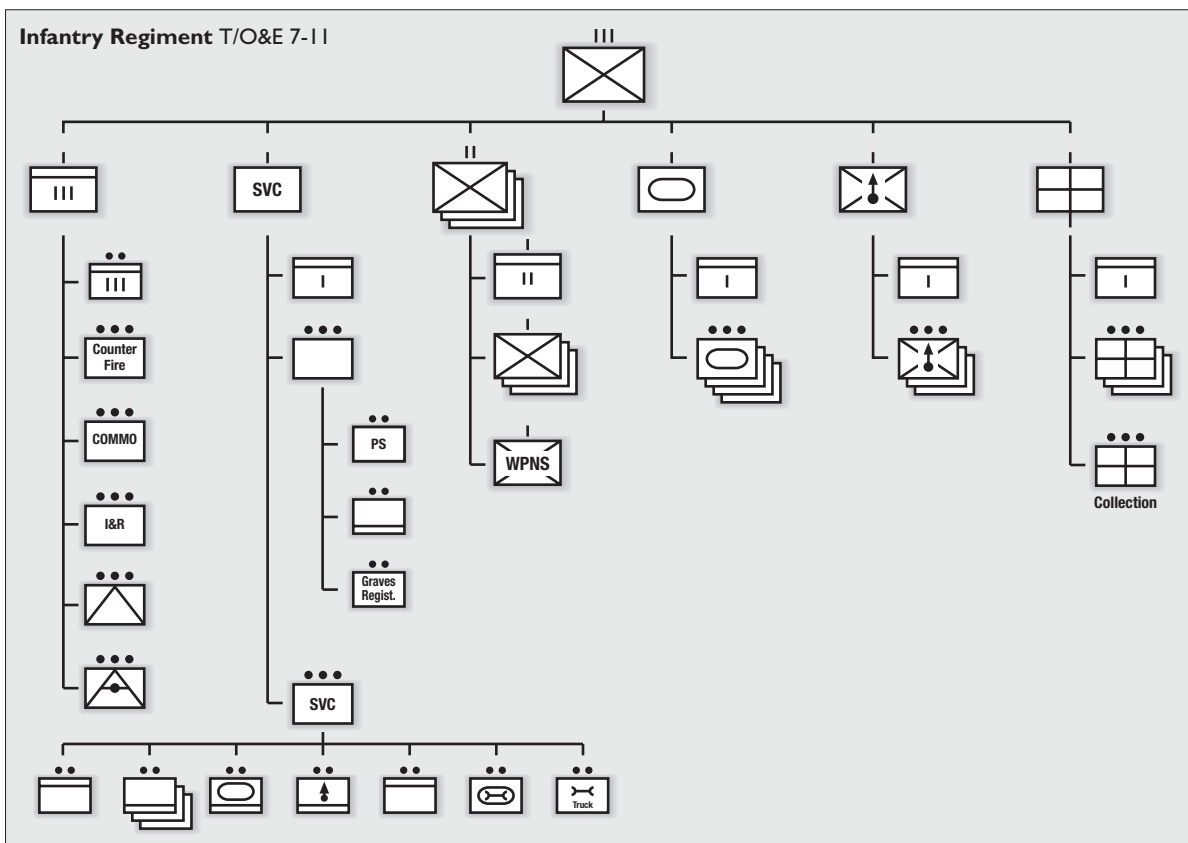 Infantry Regiment T/O&E 7-11
III
III
SVC
II
I
III
I
I
II
I
I
I
Counter
Fire
COMMO
PS
I
WPNS
Collection
I&R
Graves
Regist.
SVC
Truck